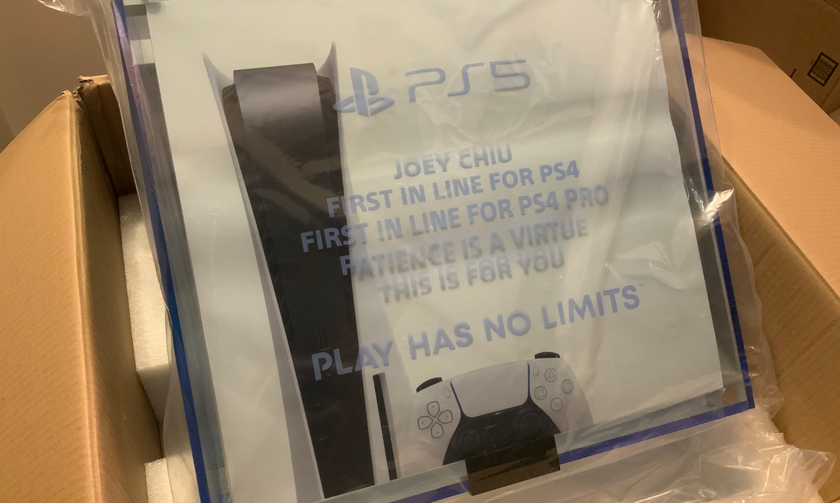 PS5
JOEY CHIU
FIRST IN LINE FOR PS4
FIRST IN LINE FOR PS4 PRO
PATIENCE IS A VIRTUE
THIS IS FOR YOU
PLAY HAS NO LIMITS™